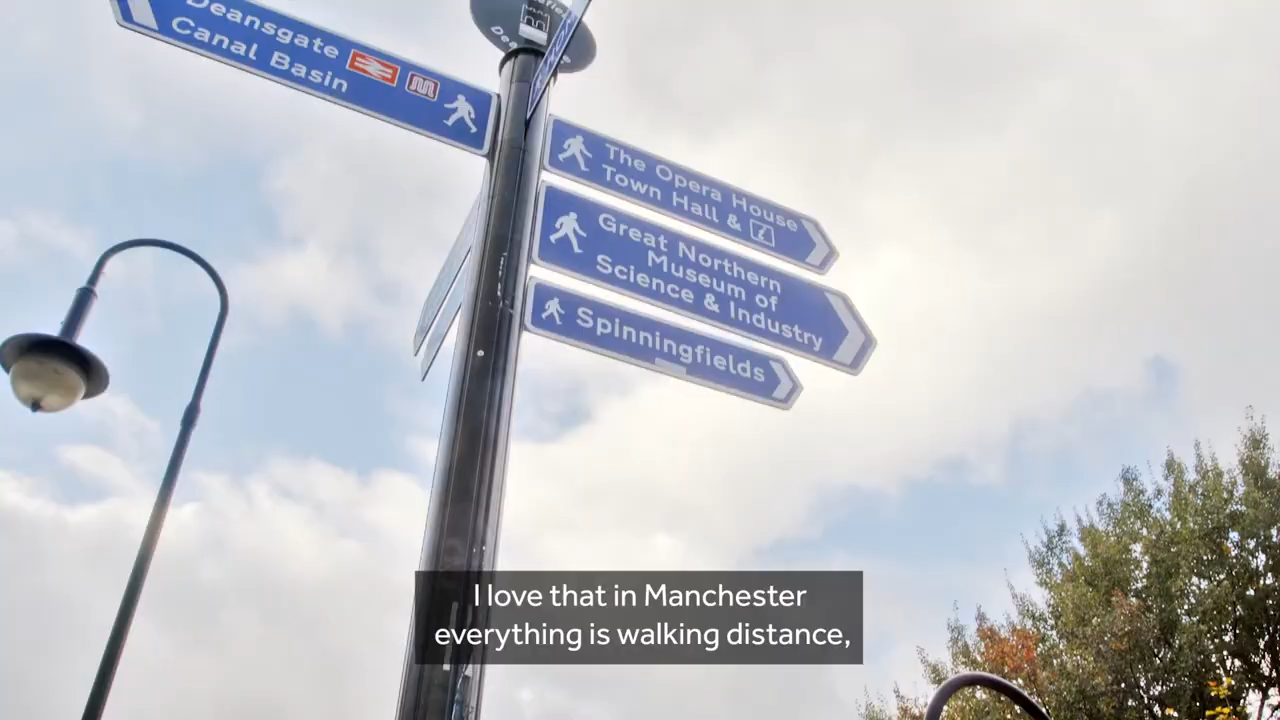 Deansgate
Canal Basin
The Opera House
Town Hall & i
Great Northern
Museum of
Science & Industry
Spinningfields
I love that in Manchester
everything is walking distance,